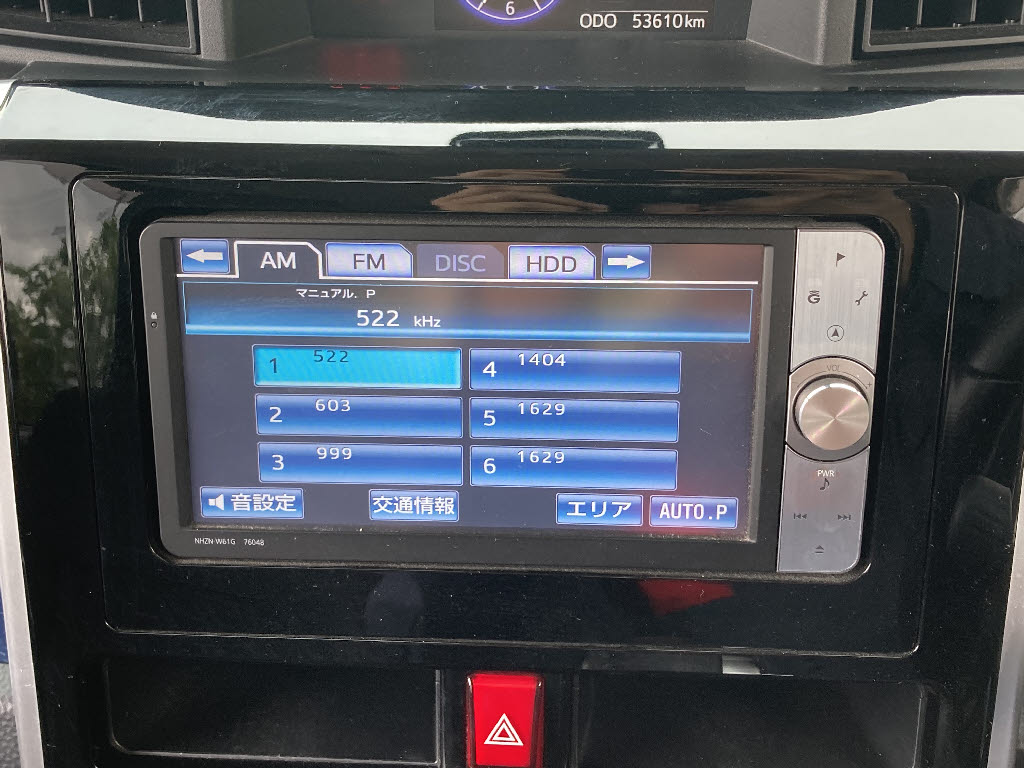 6
ODO 53610km
AM FM DISC HDD
マニュアル. P
522 kHz
1 522
4 1404
2 603
5 1629
3 999
6 1629
音設定 交通情報 エリア AUTO.P
NHZN-W61G 76048
G
VOL
PWR